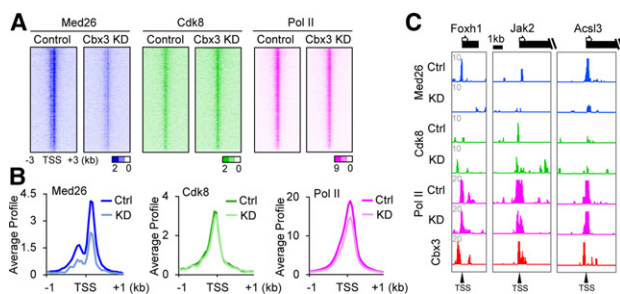 A
Med26 Cdk8 Pol II
Control Cbx3 KD Control Cbx3 KD Control Cbx3 KD
-3 TSS +3 (kb) 2 0 2 0 9 0
B
Med26 Cdk8 Pol II
Ctrl KD Ctrl KD Ctrl KD
Average Profile Average Profile Average Profile
4.5 3.0 1.5 0
4 2 0
20 10 0
-1 TSS +1 (kb) -1 TSS +1 (kb) -1 TSS +1 (kb)
C
Foxh1 Jak2 Acsl3
1kb
Med26 Ctrl 10
KD
Cdk8 Ctrl 10
KD
Pol II Ctrl 20
KD 20
Cbx3 20
TSS TSS TSS